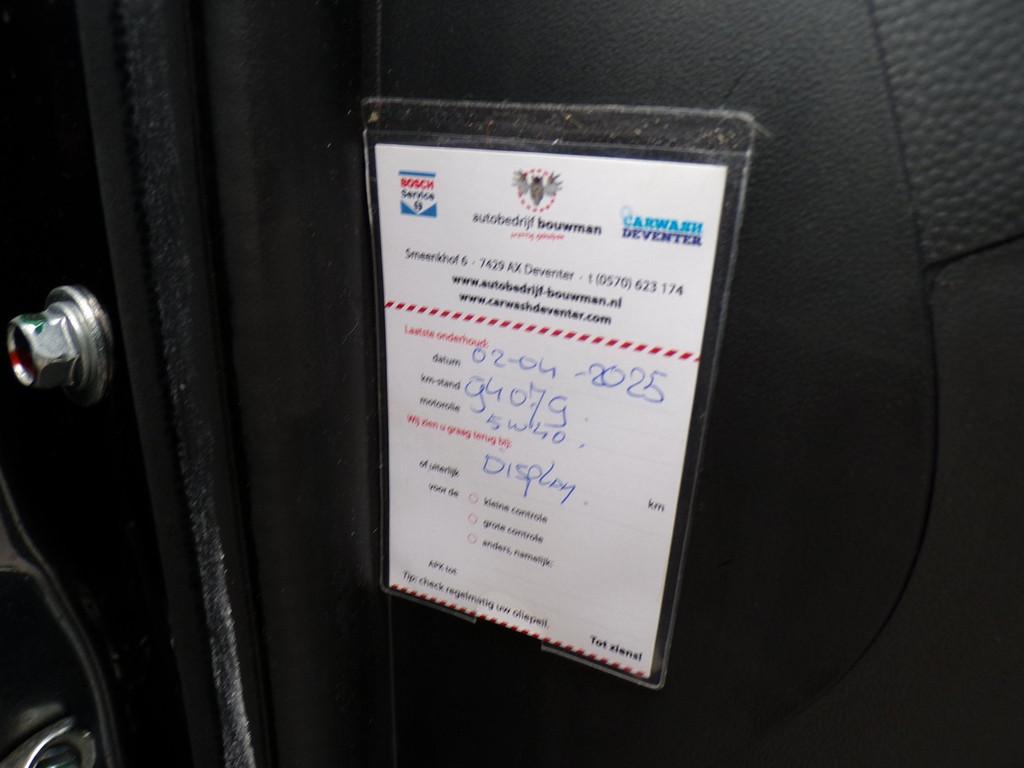 BOSCH
Service
autobedrijf bouwman
CARWASH
DEVENTER
Smeenkhof 6 - 7429 AX Deventer - t (0570) 623 174
www.autobedrijf-bouwman.nl
www.carwashdeventer.com
Laatste onderhoud:
datum 02-04-2025
km-stand 94079.
motorolie 5W40.
Wij zien u graag terug bij:
Display. km
of uiterlijk
voor de kleine controle
grote controle
anders, namelijk:
APK tot
Tip: check regelmatig uw oliepeil.
Tot ziens!